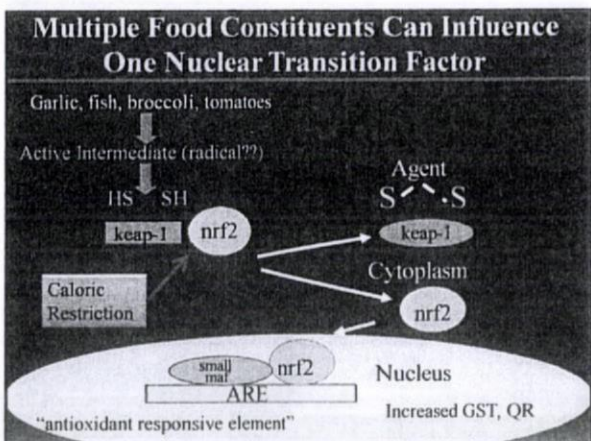 Multiple Food Constituents Can Influence
One Nuclear Transition Factor
Garlic, fish, broccoli, tomatoes
Active Intermediate (radical??)
HS SH
keap-1
nrf2
Caloric
Restriction
Agent
S S
keap-1
Cytoplasm
nrf2
small
maf
nrf2
ARE
Nucleus
"antioxidant responsive element"
Increased GST, QR